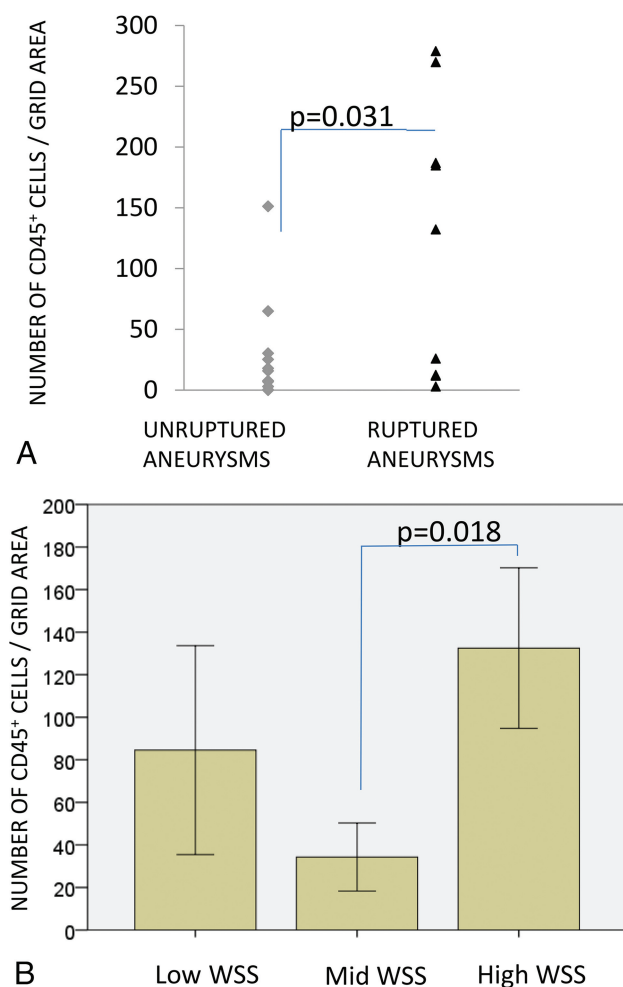 NUMBER OF CD45⁺ CELLS / GRID AREA
300
250
200
150
100
50
0
p=0.031
UNRUPTURED ANEURYSMS
RUPTURED ANEURYSMS
A
NUMBER OF CD45⁺ CELLS / GRID AREA
200
180
160
140
120
100
80
60
40
20
0
p=0.018
Low WSS
Mid WSS
High WSS
B